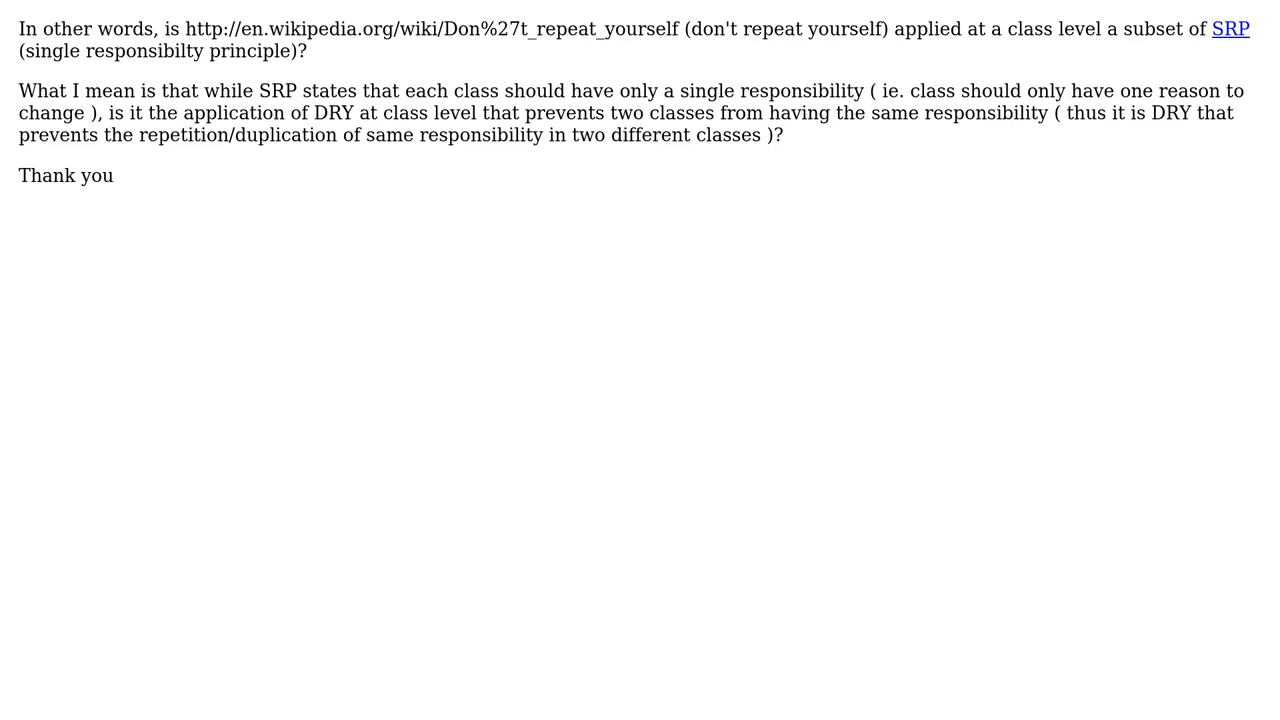 In other words, is http://en.wikipedia.org/wiki/Don%27t_repeat_yourself (don't repeat yourself) applied at a class level a subset of SRP
(single responsibilty principle)?
What I mean is that while SRP states that each class should have only a single responsibility ( ie. class should only have one reason to
change ), is it the application of DRY at class level that prevents two classes from having the same responsibility ( thus it is DRY that
prevents the repetition/duplication of same responsibility in two different classes )?
Thank you